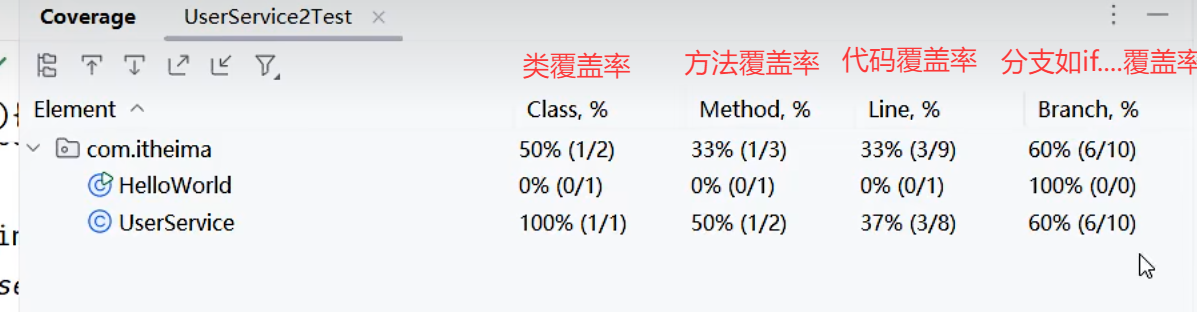 Coverage UserService2Test
类覆盖率 方法覆盖率 代码覆盖率 分支如if....覆盖率
Element Class, % Method, % Line, % Branch, %
com.itheima 50% (1/2) 33% (1/3) 33% (3/9) 60% (6/10)
HelloWorld 0% (0/1) 0% (0/1) 0% (0/1) 100% (0/0)
UserService 100% (1/1) 50% (1/2) 37% (3/8) 60% (6/10)